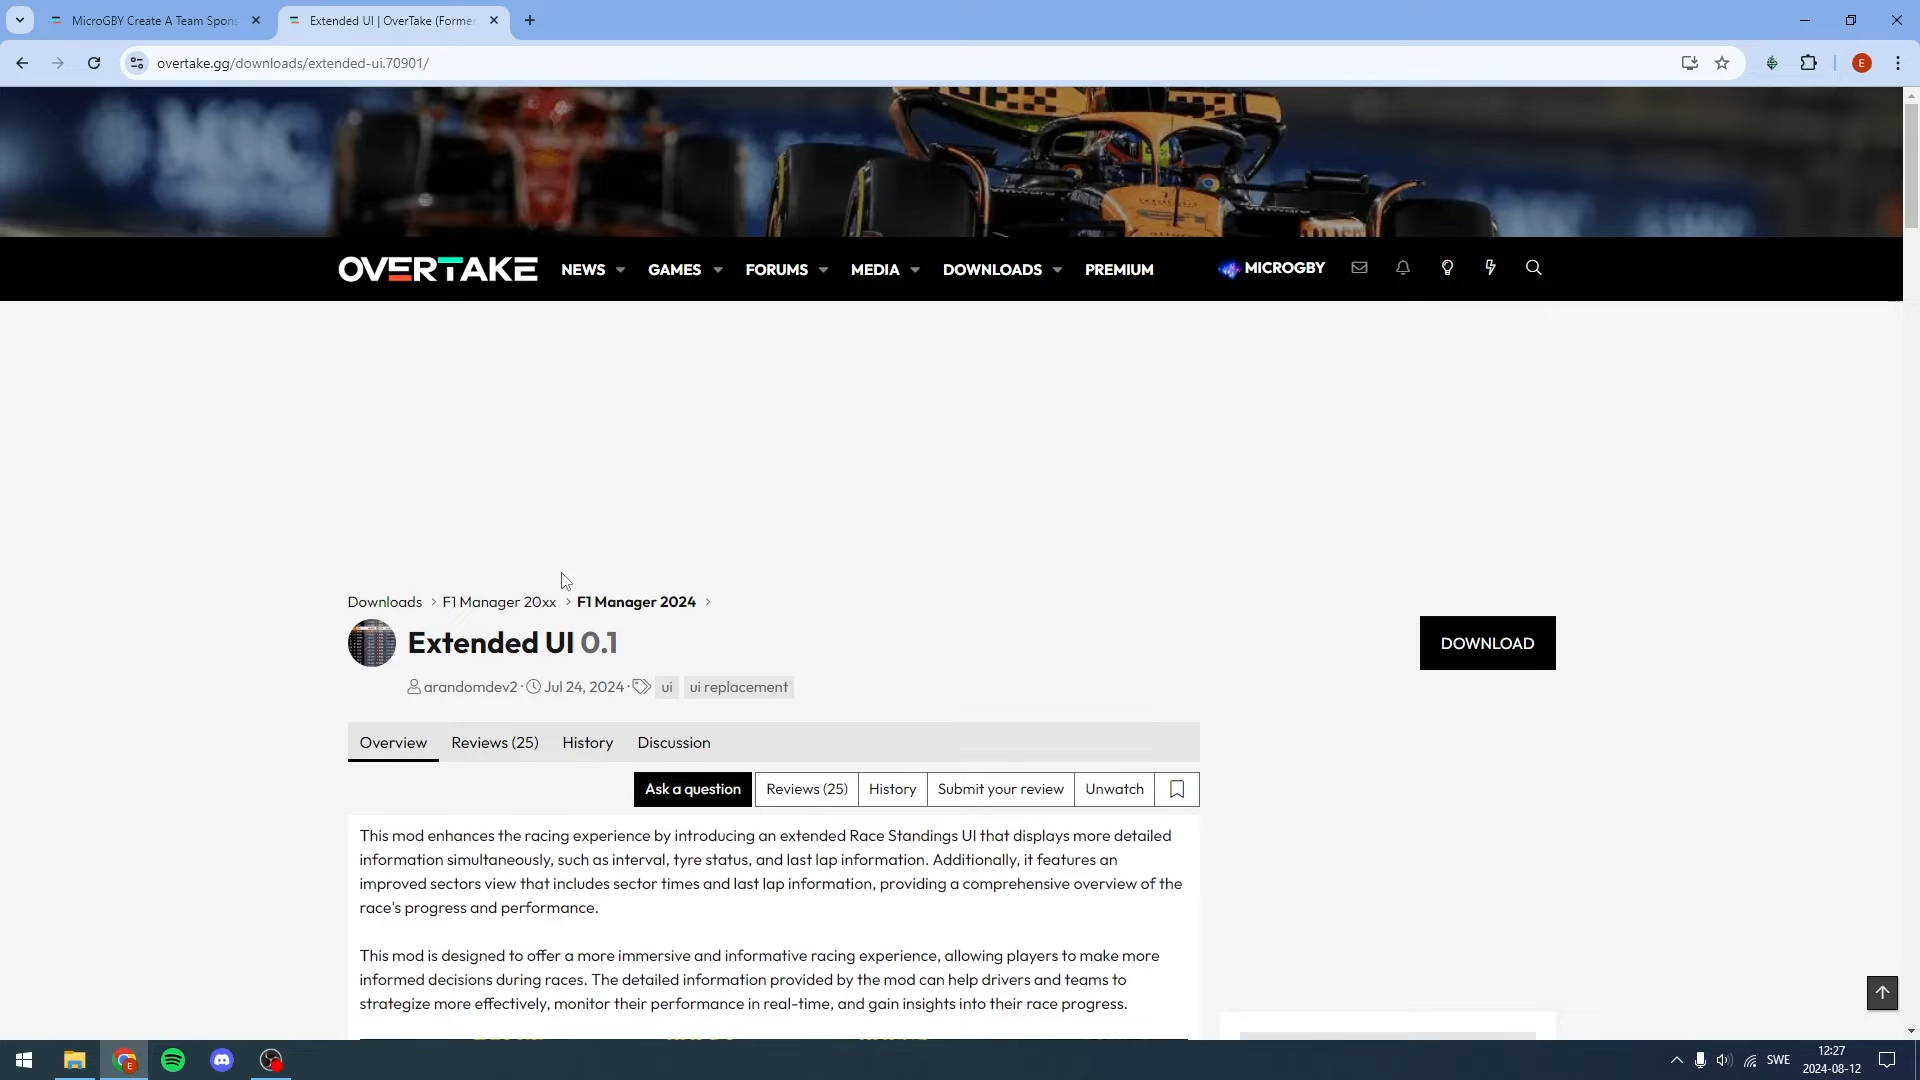 MicroGBY Create A Team Spons
Extended UI | OverTake (Forme
overtake.gg/downloads/extended-ui.70901/
E
OVERTAKE
NEWS
GAMES
FORUMS
MEDIA
DOWNLOADS
PREMIUM
MICROGBY
Downloads > F1 Manager 20xx > F1 Manager 2024 >
Extended UI 0.1
DOWNLOAD
arandomdev2 · Jul 24, 2024 · ui ui replacement
Overview Reviews (25) History Discussion
Ask a question Reviews (25) History Submit your review Unwatch
This mod enhances the racing experience by introducing an extended Race Standings UI that displays more detailed
information simultaneously, such as interval, tyre status, and last lap information. Additionally, it features an
improved sectors view that includes sector times and last lap information, providing a comprehensive overview of the
race's progress and performance.
This mod is designed to offer a more immersive and informative racing experience, allowing players to make more
informed decisions during races. The detailed information provided by the mod can help drivers and teams to
strategize more effectively, monitor their performance in real-time, and gain insights into their race progress.
SWE
12:27
2024-08-12